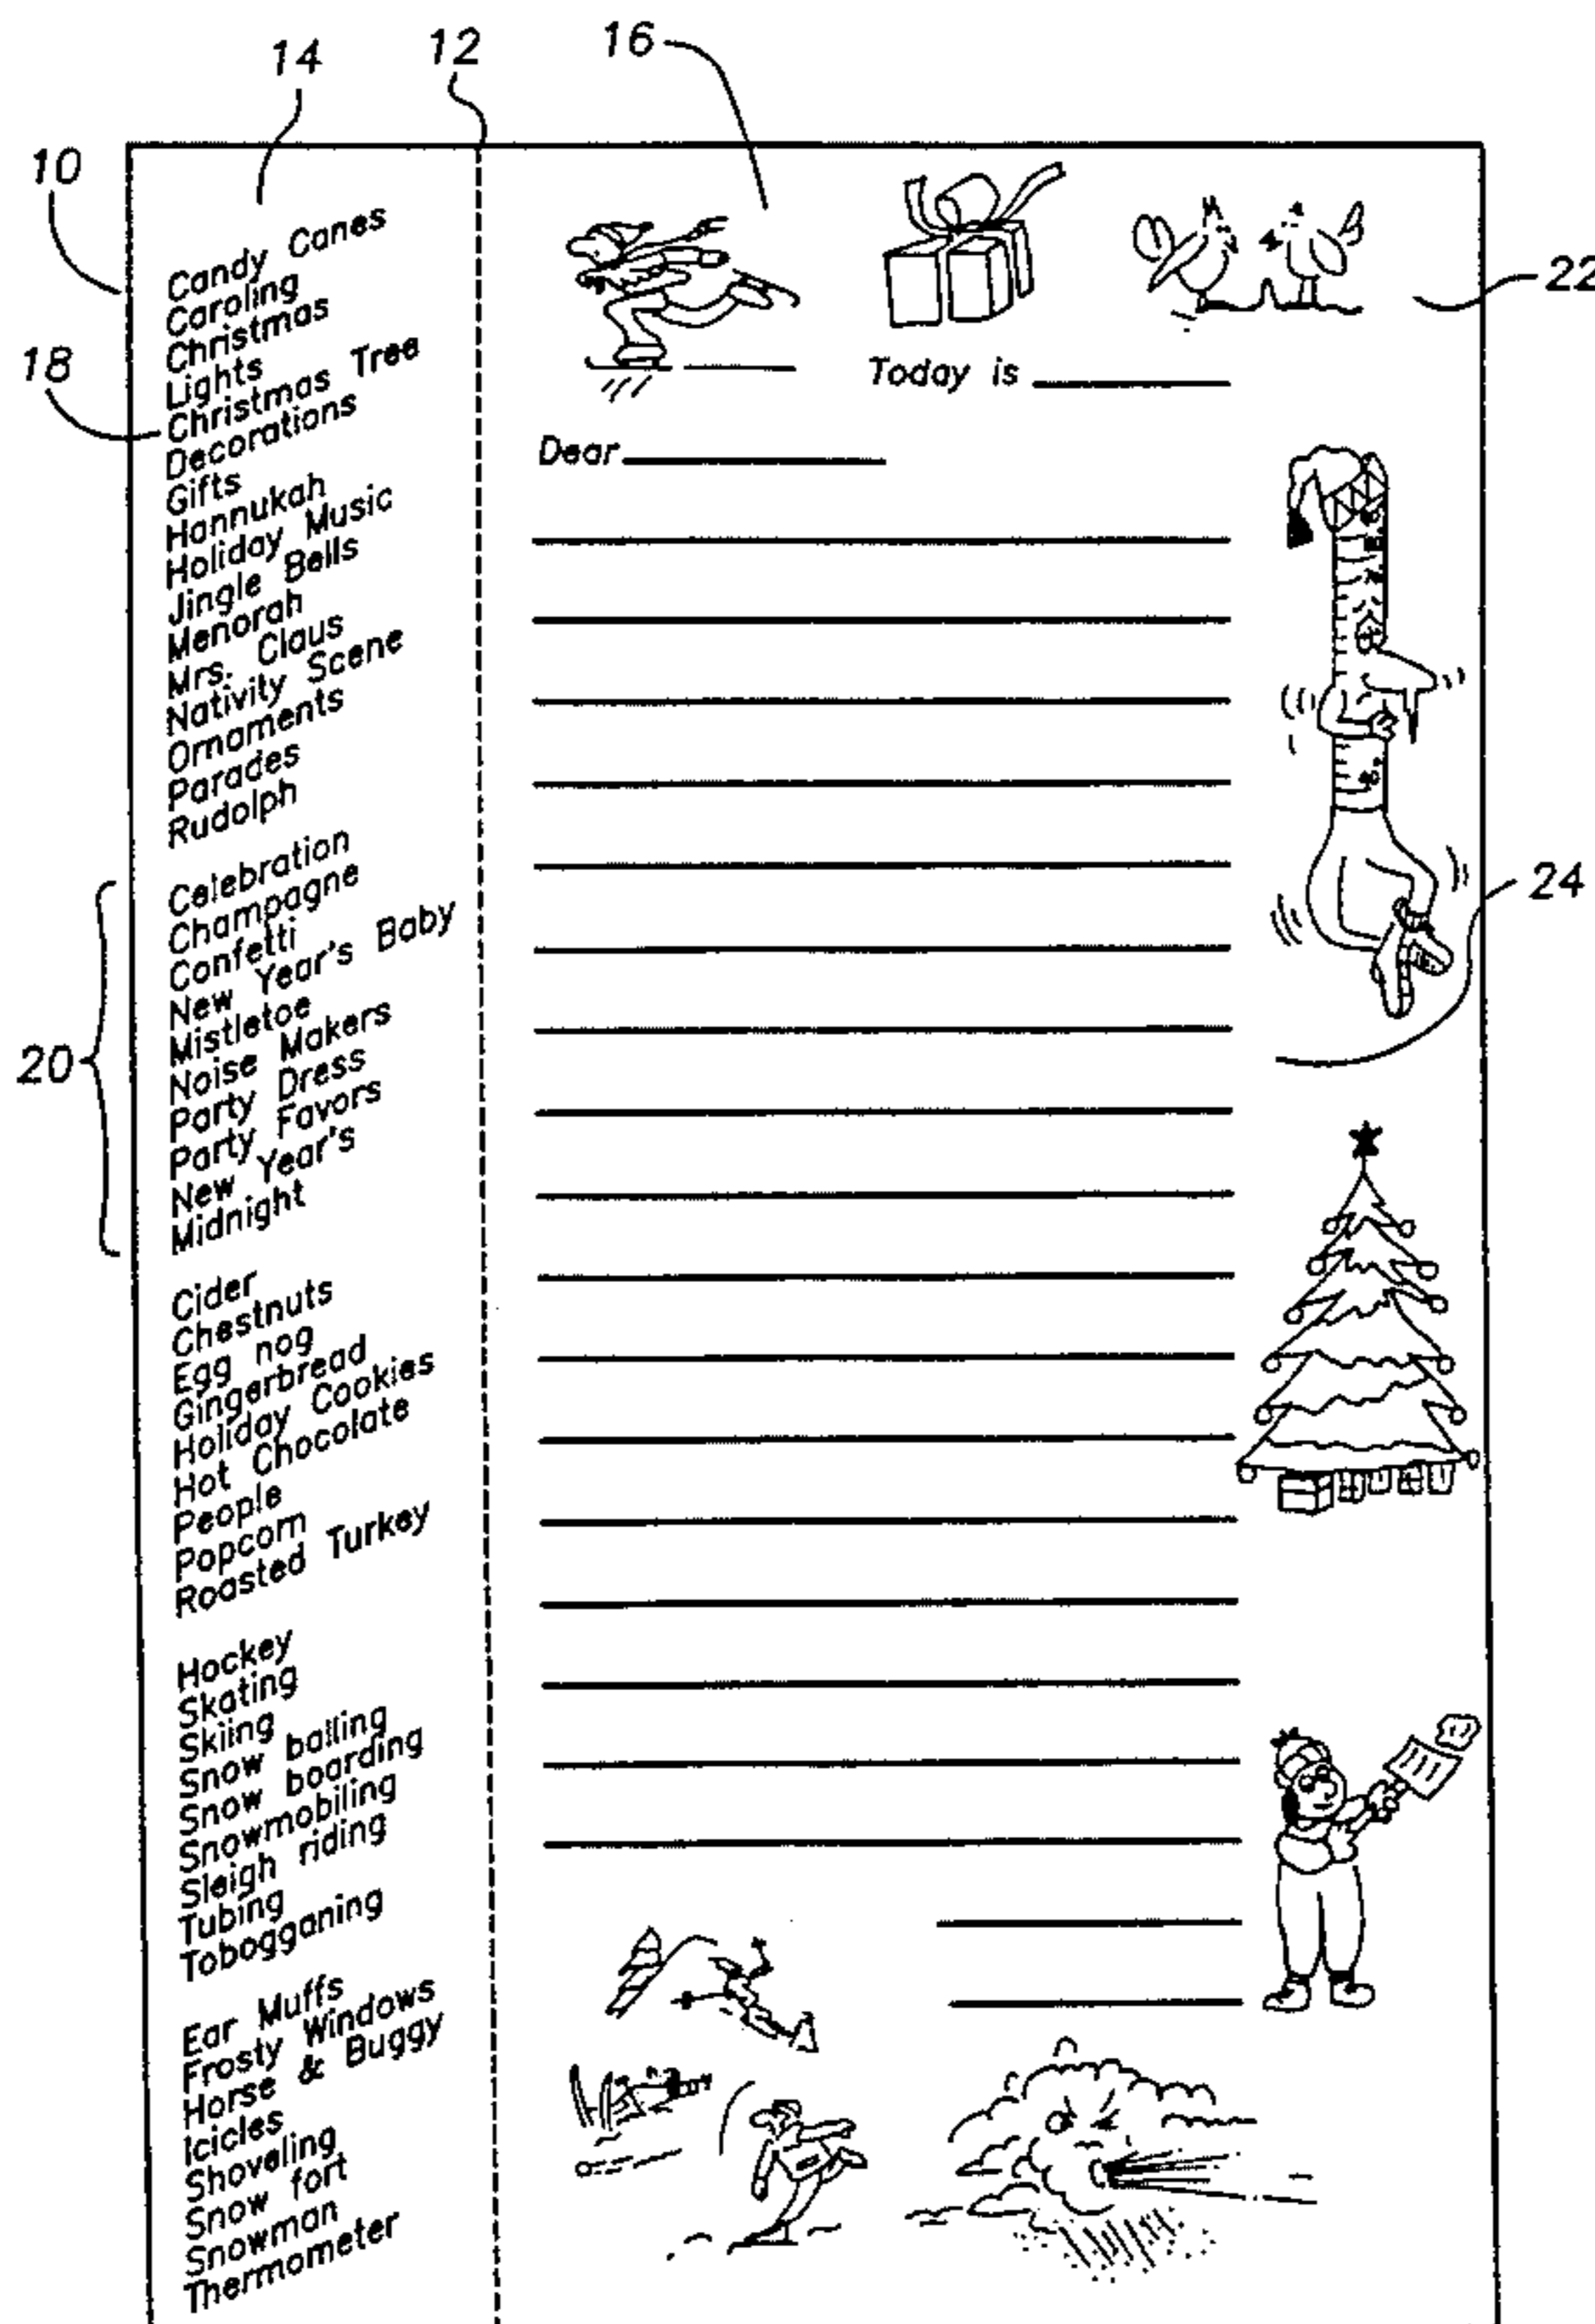 14
12
16
10
Candy Canes
Caroling
Christmas
Lights
Christmas Tree
Decorations
Gifts
Hannukah
Holiday Music
Jingle Bells
Menorah
Mrs. Claus
Nativity Scene
Ornaments
Parades
Rudolph
18
Celebration
Champagne
Confetti
New Year's Baby
Mistletoe
Noise Makers
Party Dress
Party Favors
New Year's
Midnight
20
Cider
Chestnuts
Egg nog
Gingerbread
Holiday Cookies
Hot Chocolate
People
Popcorn
Roasted Turkey
Hockey
Skating
Skiing
Snow balling
Snow boarding
Snowmobiling
Sleigh riding
Tubing
Tobogganing
Ear Muffs
Frosty Windows
Horse & Buggy
Icicles
Shoveling
Snow fort
Snowman
Thermometer
22
Today is
Dear
24